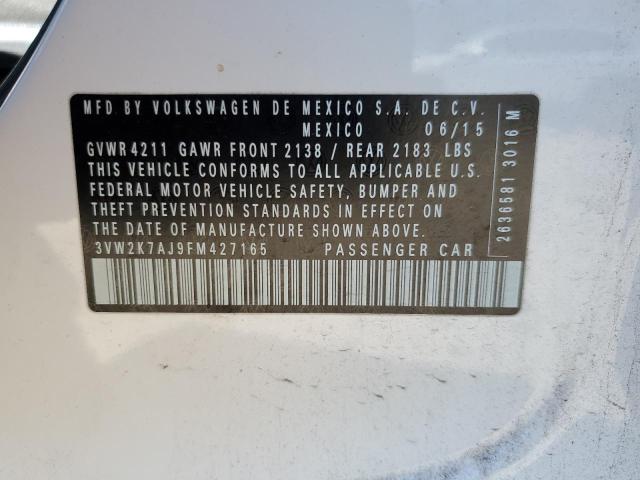 MFD BY VOLKSWAGEN DE MEXICO S.A. DE C.V.
MEXICO 06/15
GVWR 4211 GAWR FRONT 2138 / REAR 2183 LBS
THIS VEHICLE CONFORMS TO ALL APPLICABLE U.S.
FEDERAL MOTOR VEHICLE SAFETY, BUMPER AND
THEFT PREVENTION STANDARDS IN EFFECT ON
THE DATE OF MANUFACTURE SHOWN ABOVE.
3VW2K7AJ9FM427165 PASSENGER CAR
2636581 3016 M